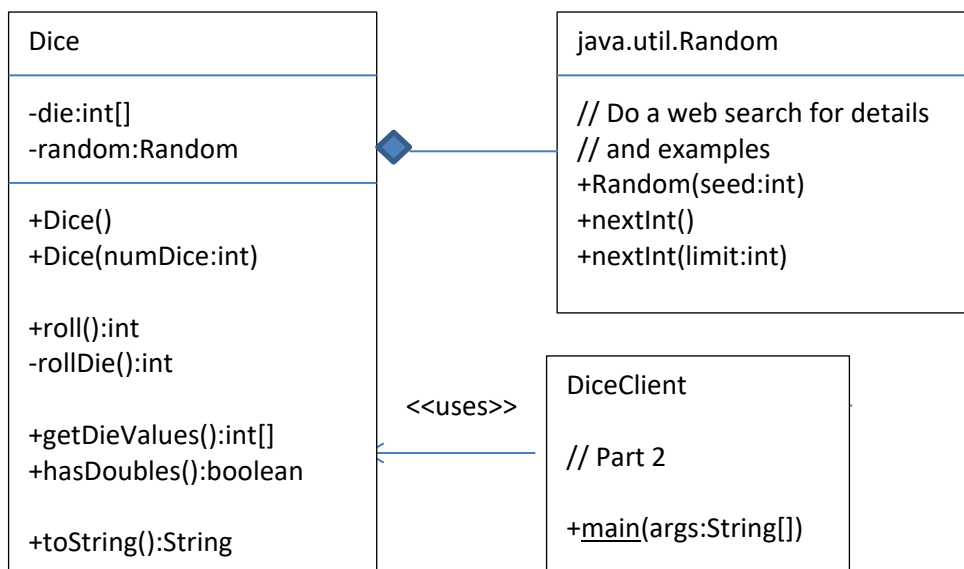 Dice
-die:int[]
-random:Random
+Dice()
+Dice(numDice:int)
+roll():int
-rollDie():int
+getDieValues():int[]
+hasDoubles():boolean
+toString():String
java.util.Random
// Do a web search for details
// and examples
+Random(seed:int)
+nextInt()
+nextInt(limit:int)
<<uses>>
DiceClient
// Part 2
+main(args:String[])